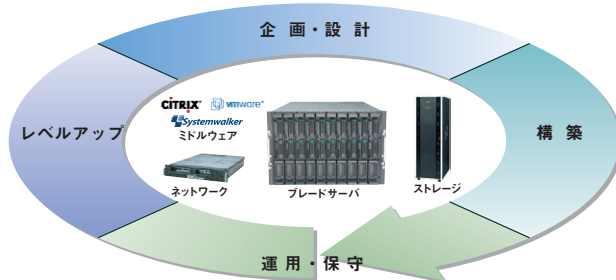 企 画・設 計
CITRIX® vmware™
Systemwalker
ミドルウェア
レベルアップ
構 築
ネットワーク
ブレードサーバ
ストレージ
運 用・保 守